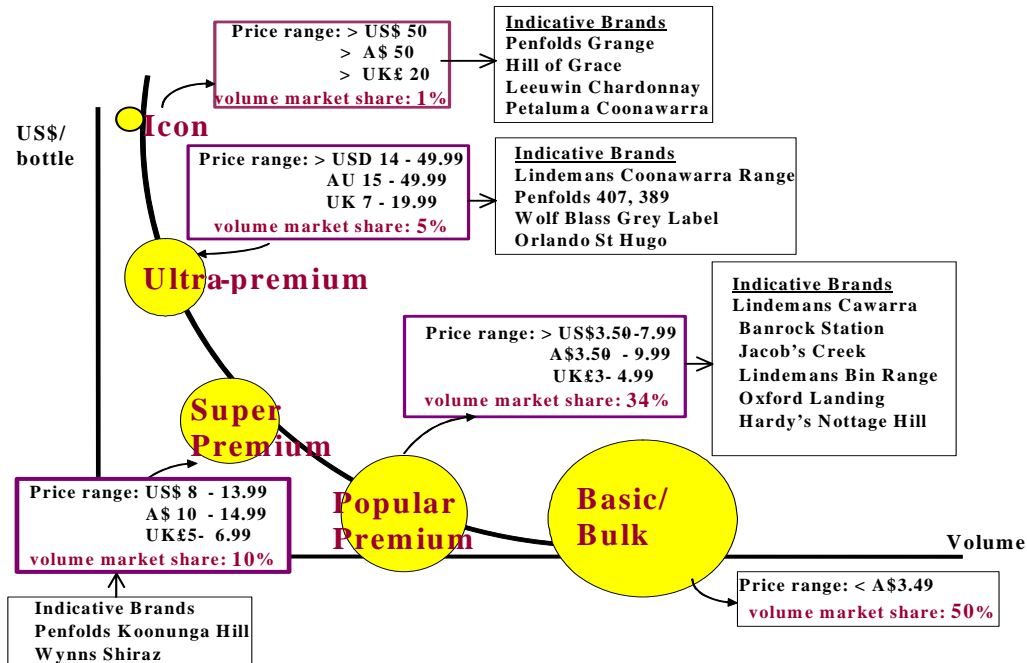 Price range: > US$ 50
> A$ 50
> UK£ 20
volume market share: 1%
Indicative Brands
Penfolds Grange
Hill of Grace
Leeuwin Chardonnay
Petaluma Coonawarra
US$/
bottle
Icon
Price range: > USD 14 - 49.99
AU 15 - 49.99
UK 7 - 19.99
volume market share: 5%
Indicative Brands
Lindemans Coonawarra Range
Penfolds 407, 389
Wolf Blass Grey Label
Orlando St Hugo
Ultra-premium
Price range: > US$3.50-7.99
A$3.50 - 9.99
UK£3- 4.99
volume market share: 34%
Indicative Brands
Lindemans Cawarra
Banrock Station
Jacob's Creek
Lindemans Bin Range
Oxford Landing
Hardy's Nottage Hill
Super
Premium
Price range: US$ 8 - 13.99
A$ 10 - 14.99
UK£5- 6.99
volume market share: 10%
Popular
Premium
Basic/
Bulk
Volume
Price range: < A$3.49
volume market share: 50%
Indicative Brands
Penfolds Koonunga Hill
Wynns Shiraz